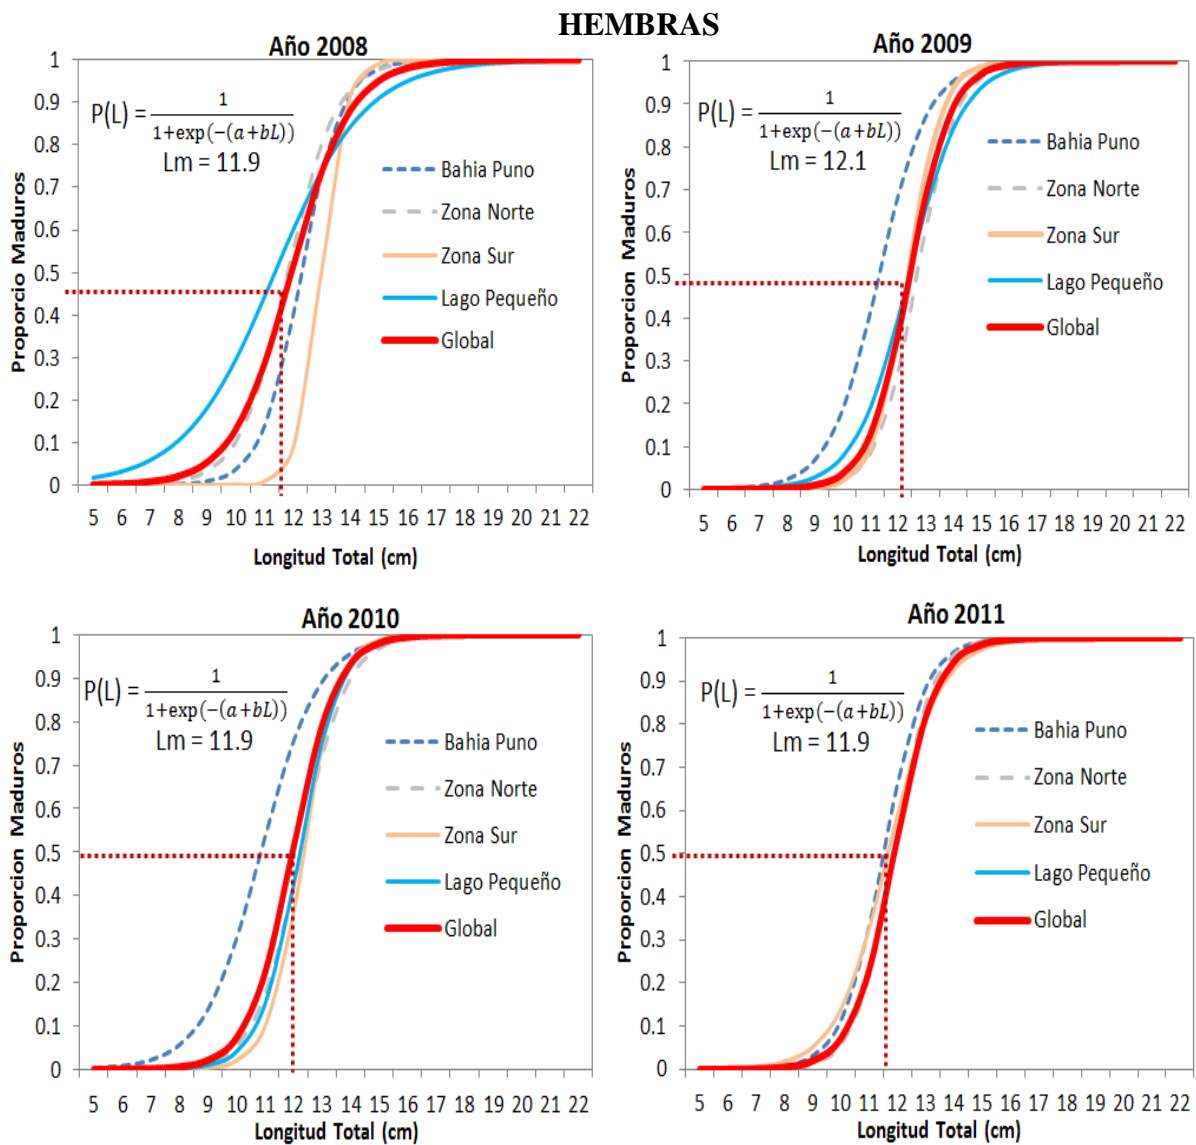 HEMBRAS
Año 2008
Proporcio Maduros
1
0.9
0.8
0.7
0.6
0.5
0.4
0.3
0.2
0.1
0
P(L) = 1
1+exp(−(a+bL))
Lm = 11.9
Bahia Puno
Zona Norte
Zona Sur
Lago Pequeño
Global
5 6 7 8 9 10 11 12 13 14 15 16 17 18 19 20 21 22
Longitud Total (cm)
Año 2009
Proporcion Maduros
1
0.9
0.8
0.7
0.6
0.5
0.4
0.3
0.2
0.1
0
P(L) = 1
1+exp(−(a+bL))
Lm = 12.1
Bahia Puno
Zona Norte
Zona Sur
Lago Pequeño
Global
5 6 7 8 9 10 11 12 13 14 15 16 17 18 19 20 21 22
Longitud Total (cm)
Año 2010
Proporcion Maduros
1
0.9
0.8
0.7
0.6
0.5
0.4
0.3
0.2
0.1
0
P(L) = 1
1+exp(−(a+bL))
Lm = 11.9
Bahia Puno
Zona Norte
Zona Sur
Lago Pequeño
Global
5 6 7 8 9 10 11 12 13 14 15 16 17 18 19 20 21 22
Longitud Total (cm)
Año 2011
Proporcion Maduros
1
0.9
0.8
0.7
0.6
0.5
0.4
0.3
0.2
0.1
0
P(L) = 1
1+exp(−(a+bL))
Lm = 11.9
Bahia Puno
Zona Norte
Zona Sur
Lago Pequeño
Global
5 6 7 8 9 10 11 12 13 14 15 16 17 18 19 20 21 22
Longitud Total (cm)